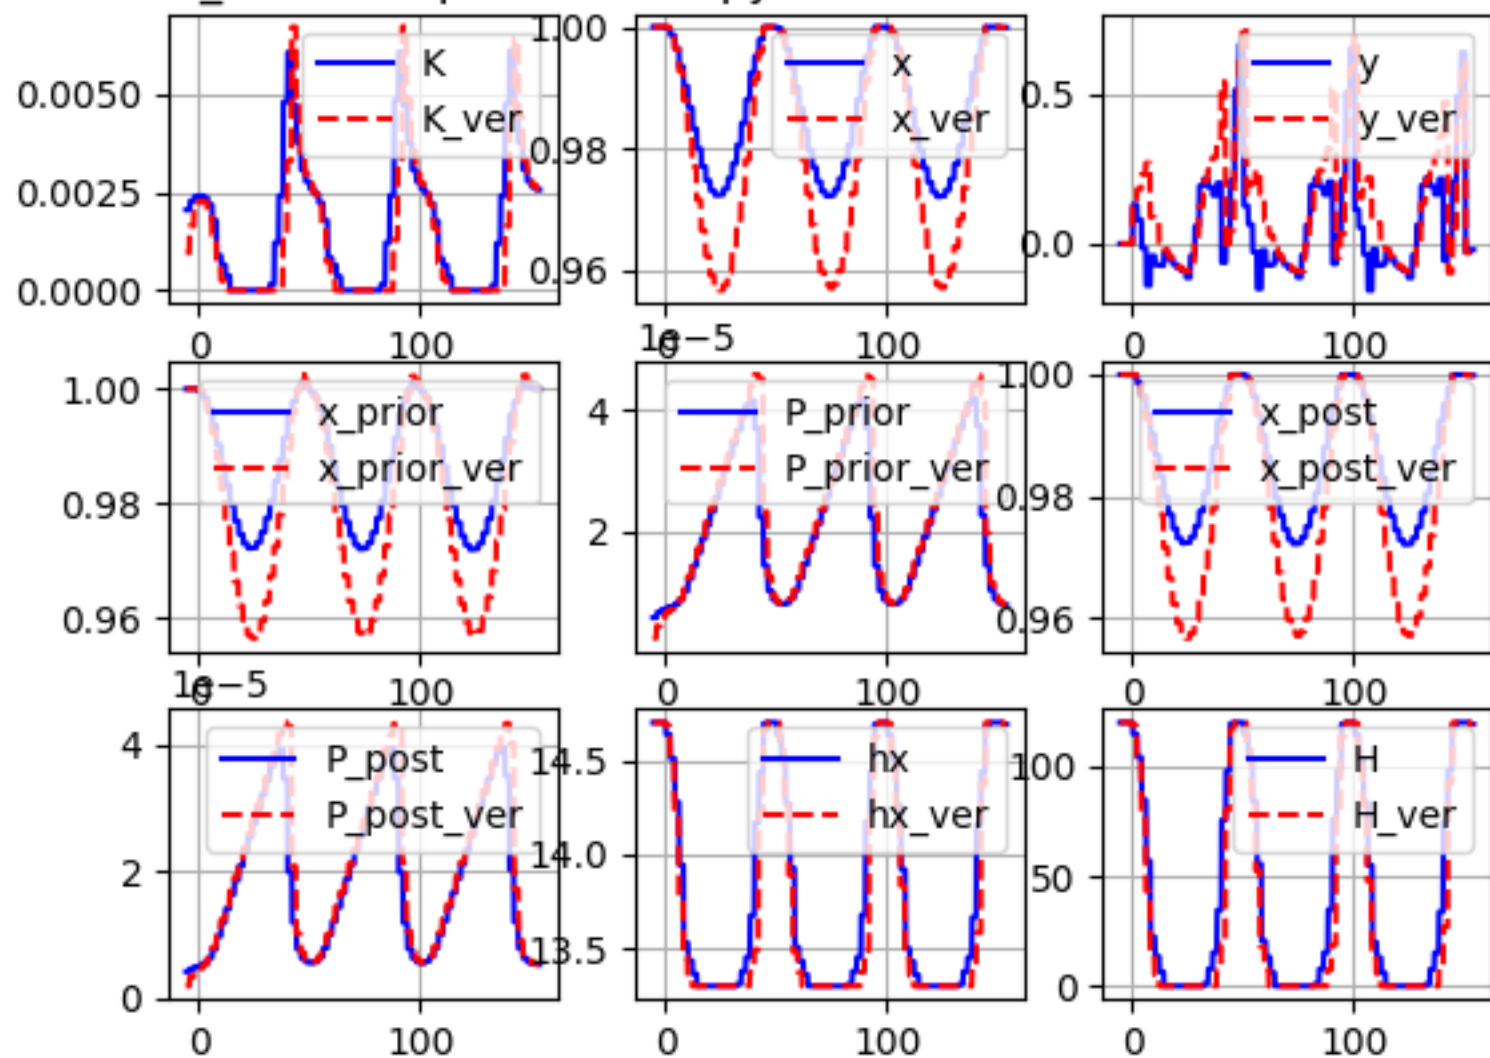 K
K_ver
0.0050
0.0025
0.0000
0
100
x
x_ver
1.00
0.98
0.96
0
100
y
y_ver
0.5
0.0
0
100
x_prior
x_prior_ver
1.00
0.98
0.96
0
100
1e−5
P_prior
P_prior_ver
4
2
0
100
x_post
x_post_ver
1.00
0.98
0.96
0
100
1e−5
P_post
P_post_ver
4
2
0
0
100
hx
hx_ver
14.5
14.0
13.5
0
100
H
H_ver
100
50
0
0
100